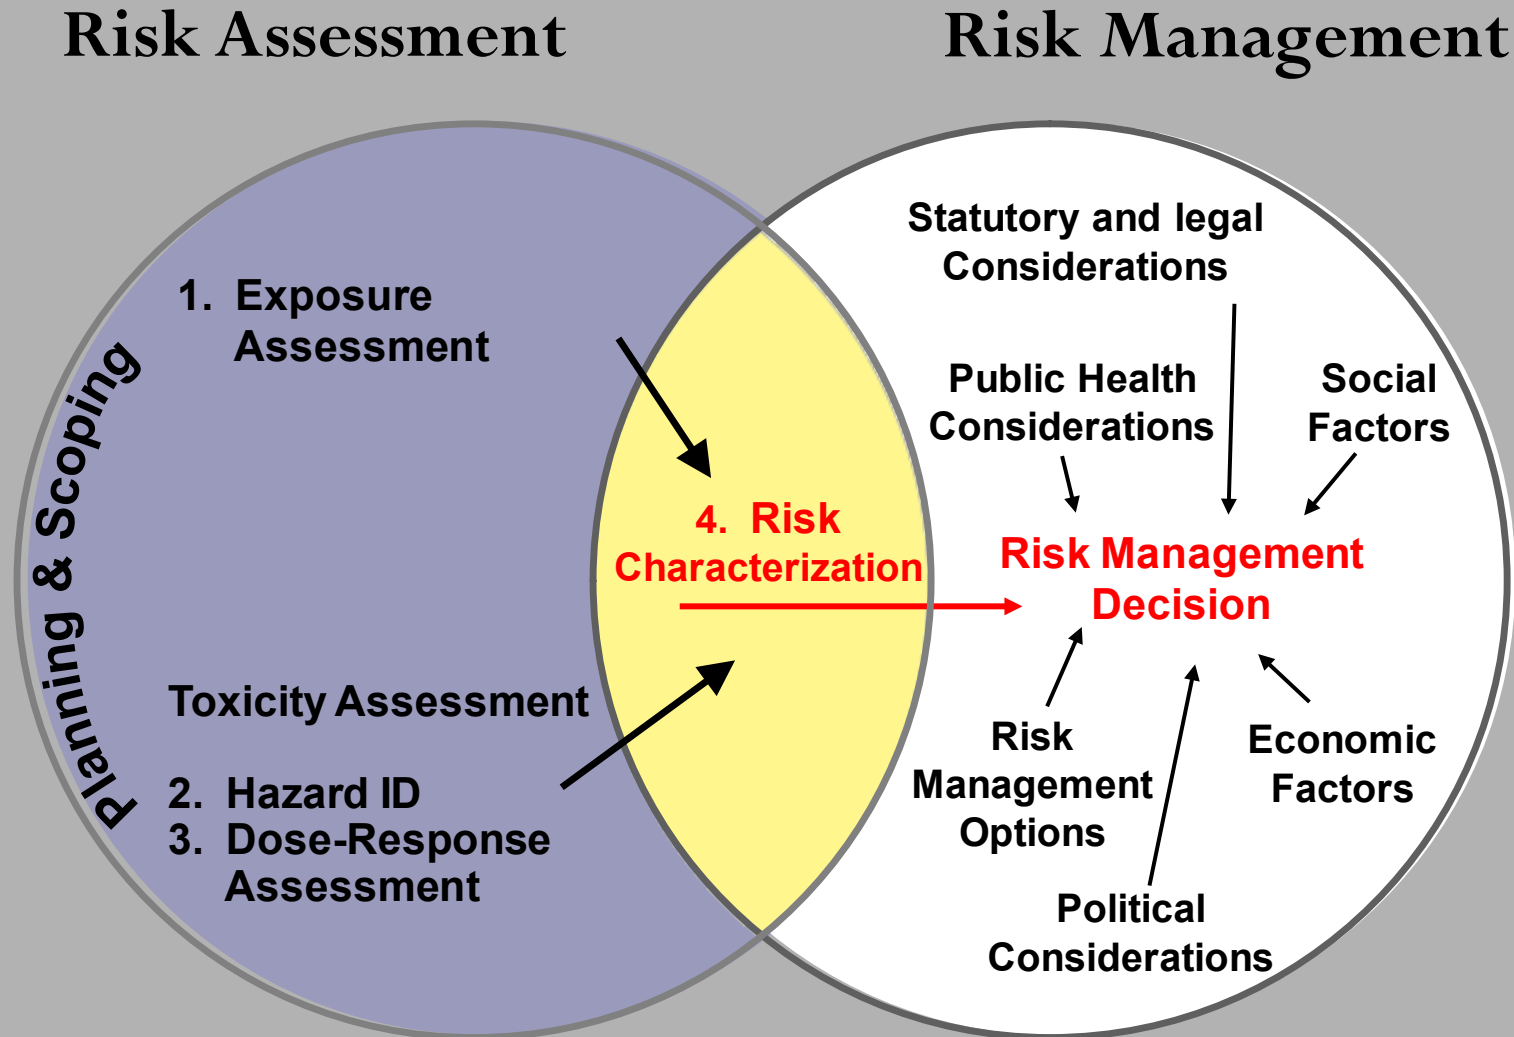 Risk Assessment
Risk Management
Planning & Scoping
1. Exposure
Assessment
Toxicity Assessment
2. Hazard ID
3. Dose-Response
Assessment
4. Risk
Characterization
Statutory and legal
Considerations
Public Health
Considerations
Social
Factors
Risk Management
Decision
Risk
Management
Options
Economic
Factors
Political
Considerations